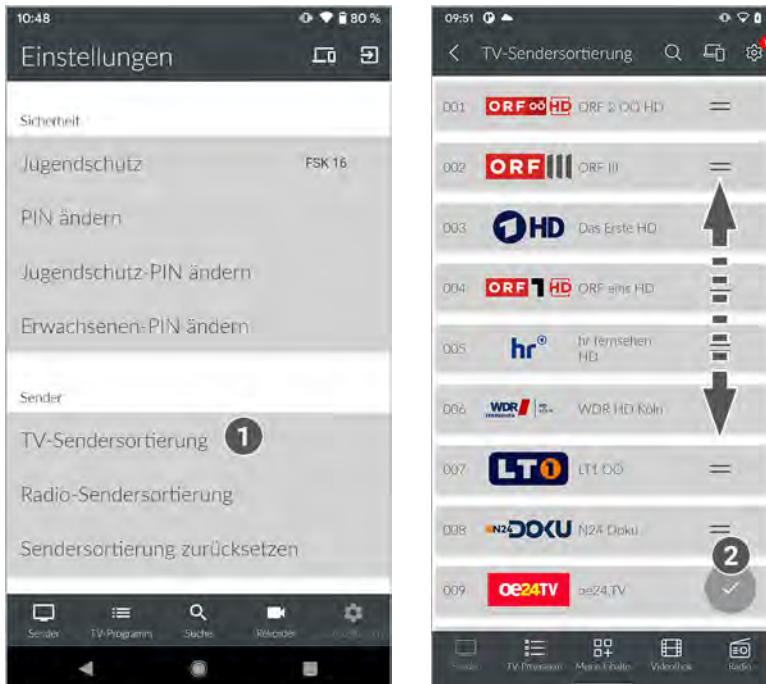 10:48
80 %
Einstellungen
Sicherheit
Jugendschutz
FSK 16
PIN ändern
Jugendschutz-PIN ändern
Erwachsenen-PIN ändern
Sender
TV-Sendersortierung
1
Radio-Sendersortierung
Sendersortierung zurücksetzen
Sender
TV-Programm
Suche
Rekorder
09:51
TV-Sendersortierung
001
ORF OÖ HD
ORF 2 OÖ HD
002
ORF III
ORF III
003
1 HD
Das Erste HD
004
ORF 1 HD
ORF eins HD
005
hr
hr fernsehen
HD
006
WDR
WDR HD Köln
007
LT1
LT1 OÖ
008
N24 DOKU
N24 Doku
2
009
oe24TV
oe24.TV
TV-Programm
Meine Inhalte
Videothek
Radio